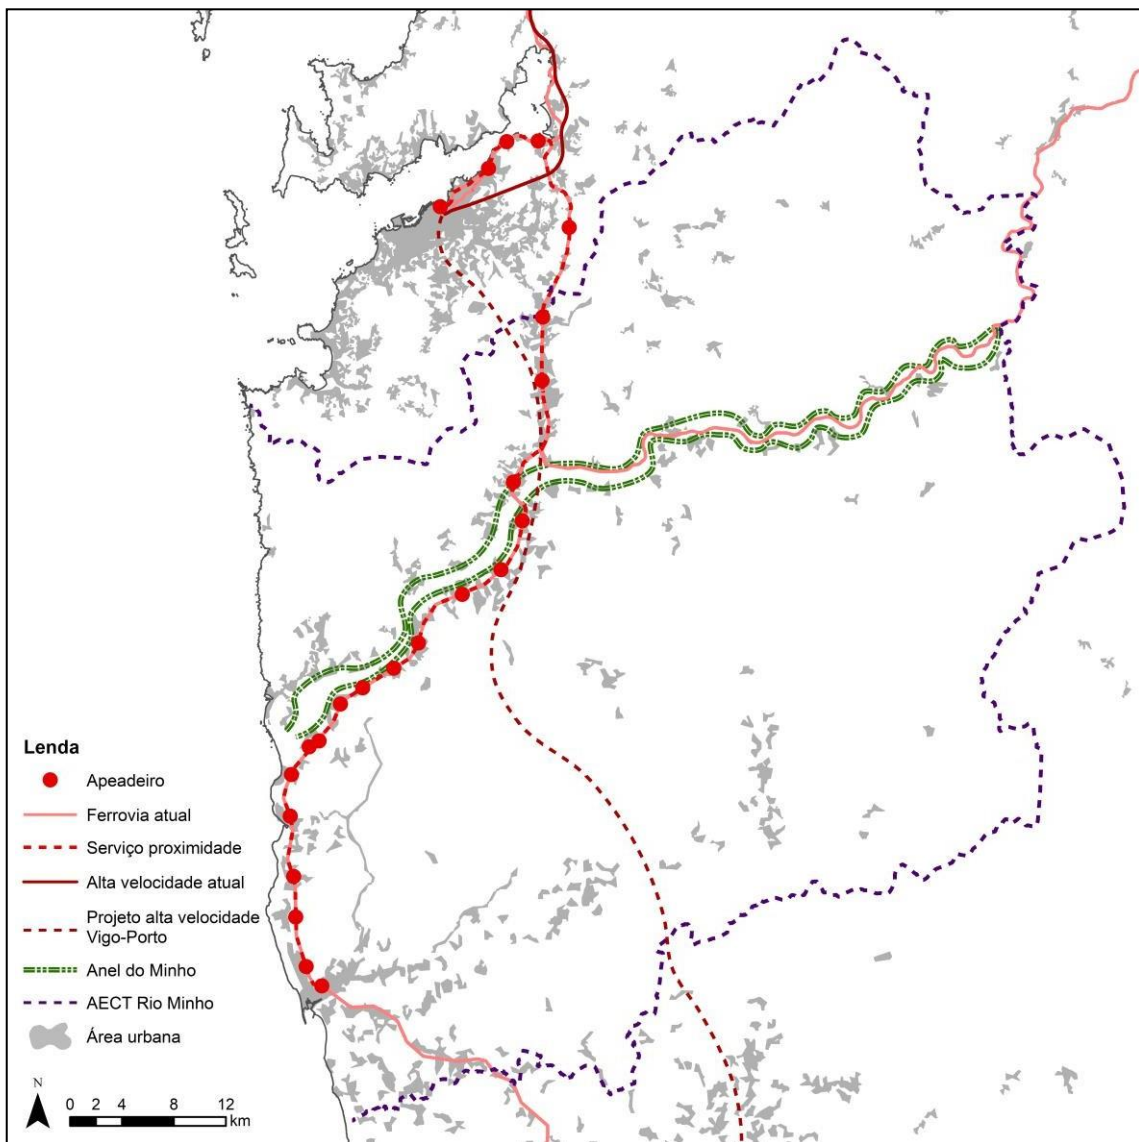 Lenda
Apeadeiro
Ferrovia atual
Serviço proximidade
Alta velocidade atual
Projeto alta velocidade
Vigo-Porto
Anel do Minho
AECT Rio Minho
Área urbana
N
0 2 4 8 12
km